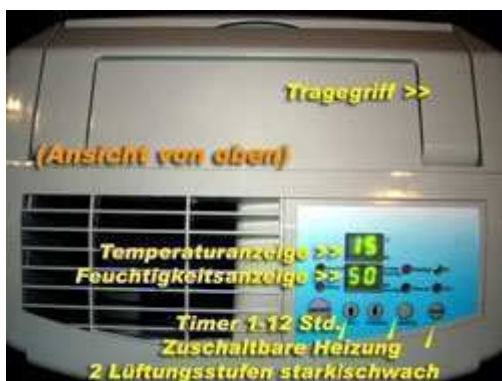 Tragegriff >>
(Ansicht von oben)
Temperaturanzeige >>
15
Feuchtigkeitsanzeige >>
50
Timer 1-12 Std.
Zuschaltbare Heizung
2 Lüftungsstufen stark/schwach